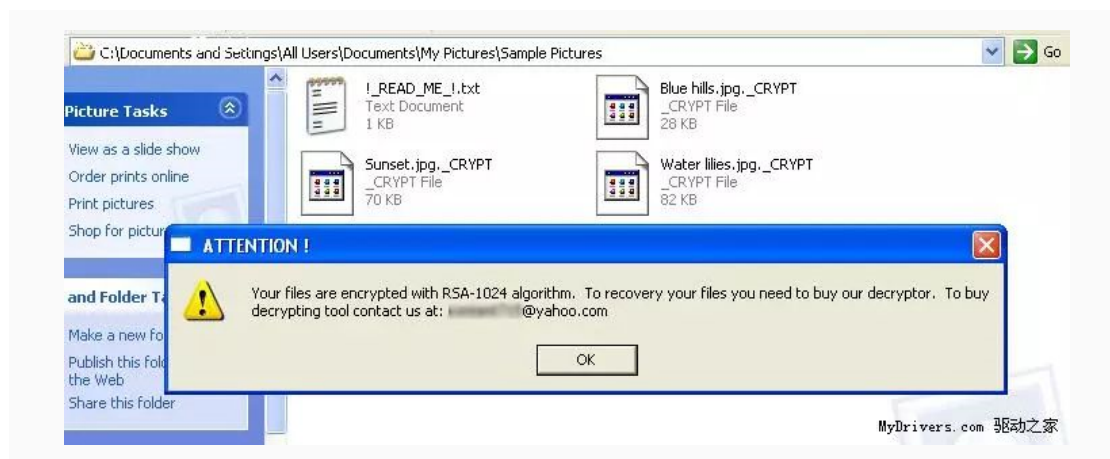 C:\Documents and Settings\All Users\Documents\My Pictures\Sample Pictures
Go
Picture Tasks
View as a slide show
Order prints online
Print pictures
Shop for pictur
!_READ_ME_!.txt
Text Document
1 KB
Blue hills.jpg._CRYPT
_CRYPT File
28 KB
Sunset.jpg._CRYPT
_CRYPT File
70 KB
Water lilies.jpg._CRYPT
_CRYPT File
82 KB
ATTENTION !
Your files are encrypted with RSA-1024 algorithm. To recovery your files you need to buy our decryptor. To buy
decrypting tool contact us at: @yahoo.com
OK
and Folder Ta
Make a new fo
Publish this fold
the Web
Share this folder
MyDrivers.com 驱动之家